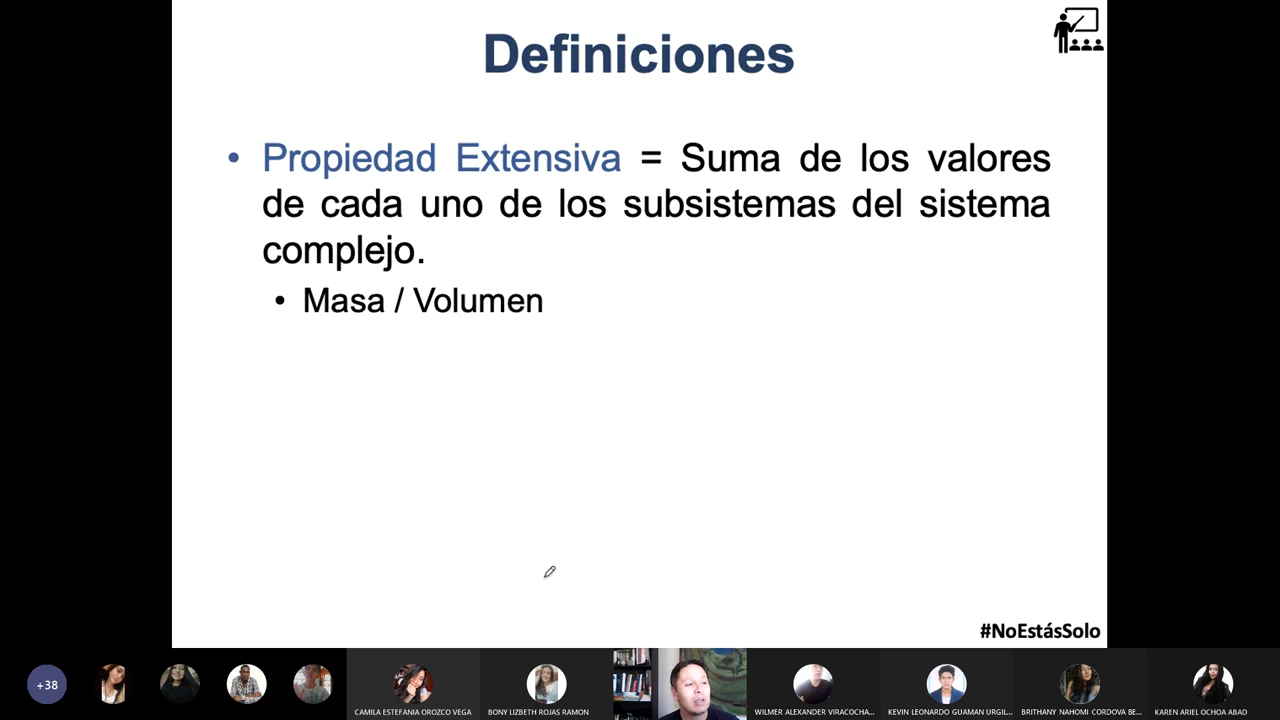 Definiciones
• Propiedad Extensiva = Suma de los valores
de cada uno de los subsistemas del sistema
complejo.
• Masa / Volumen
#NoEstásSolo
+38
CAMILA ESTEFANIA OROZCO VEGA
BONY LIZBETH ROJAS RAMON
WILMER ALEXANDER VIRACOCHA...
KEVIN LEONARDO GUAMAN URGIL...
BRITHANY NAHOMI CORDOVA BE...
KAREN ARIEL OCHOA ABAD